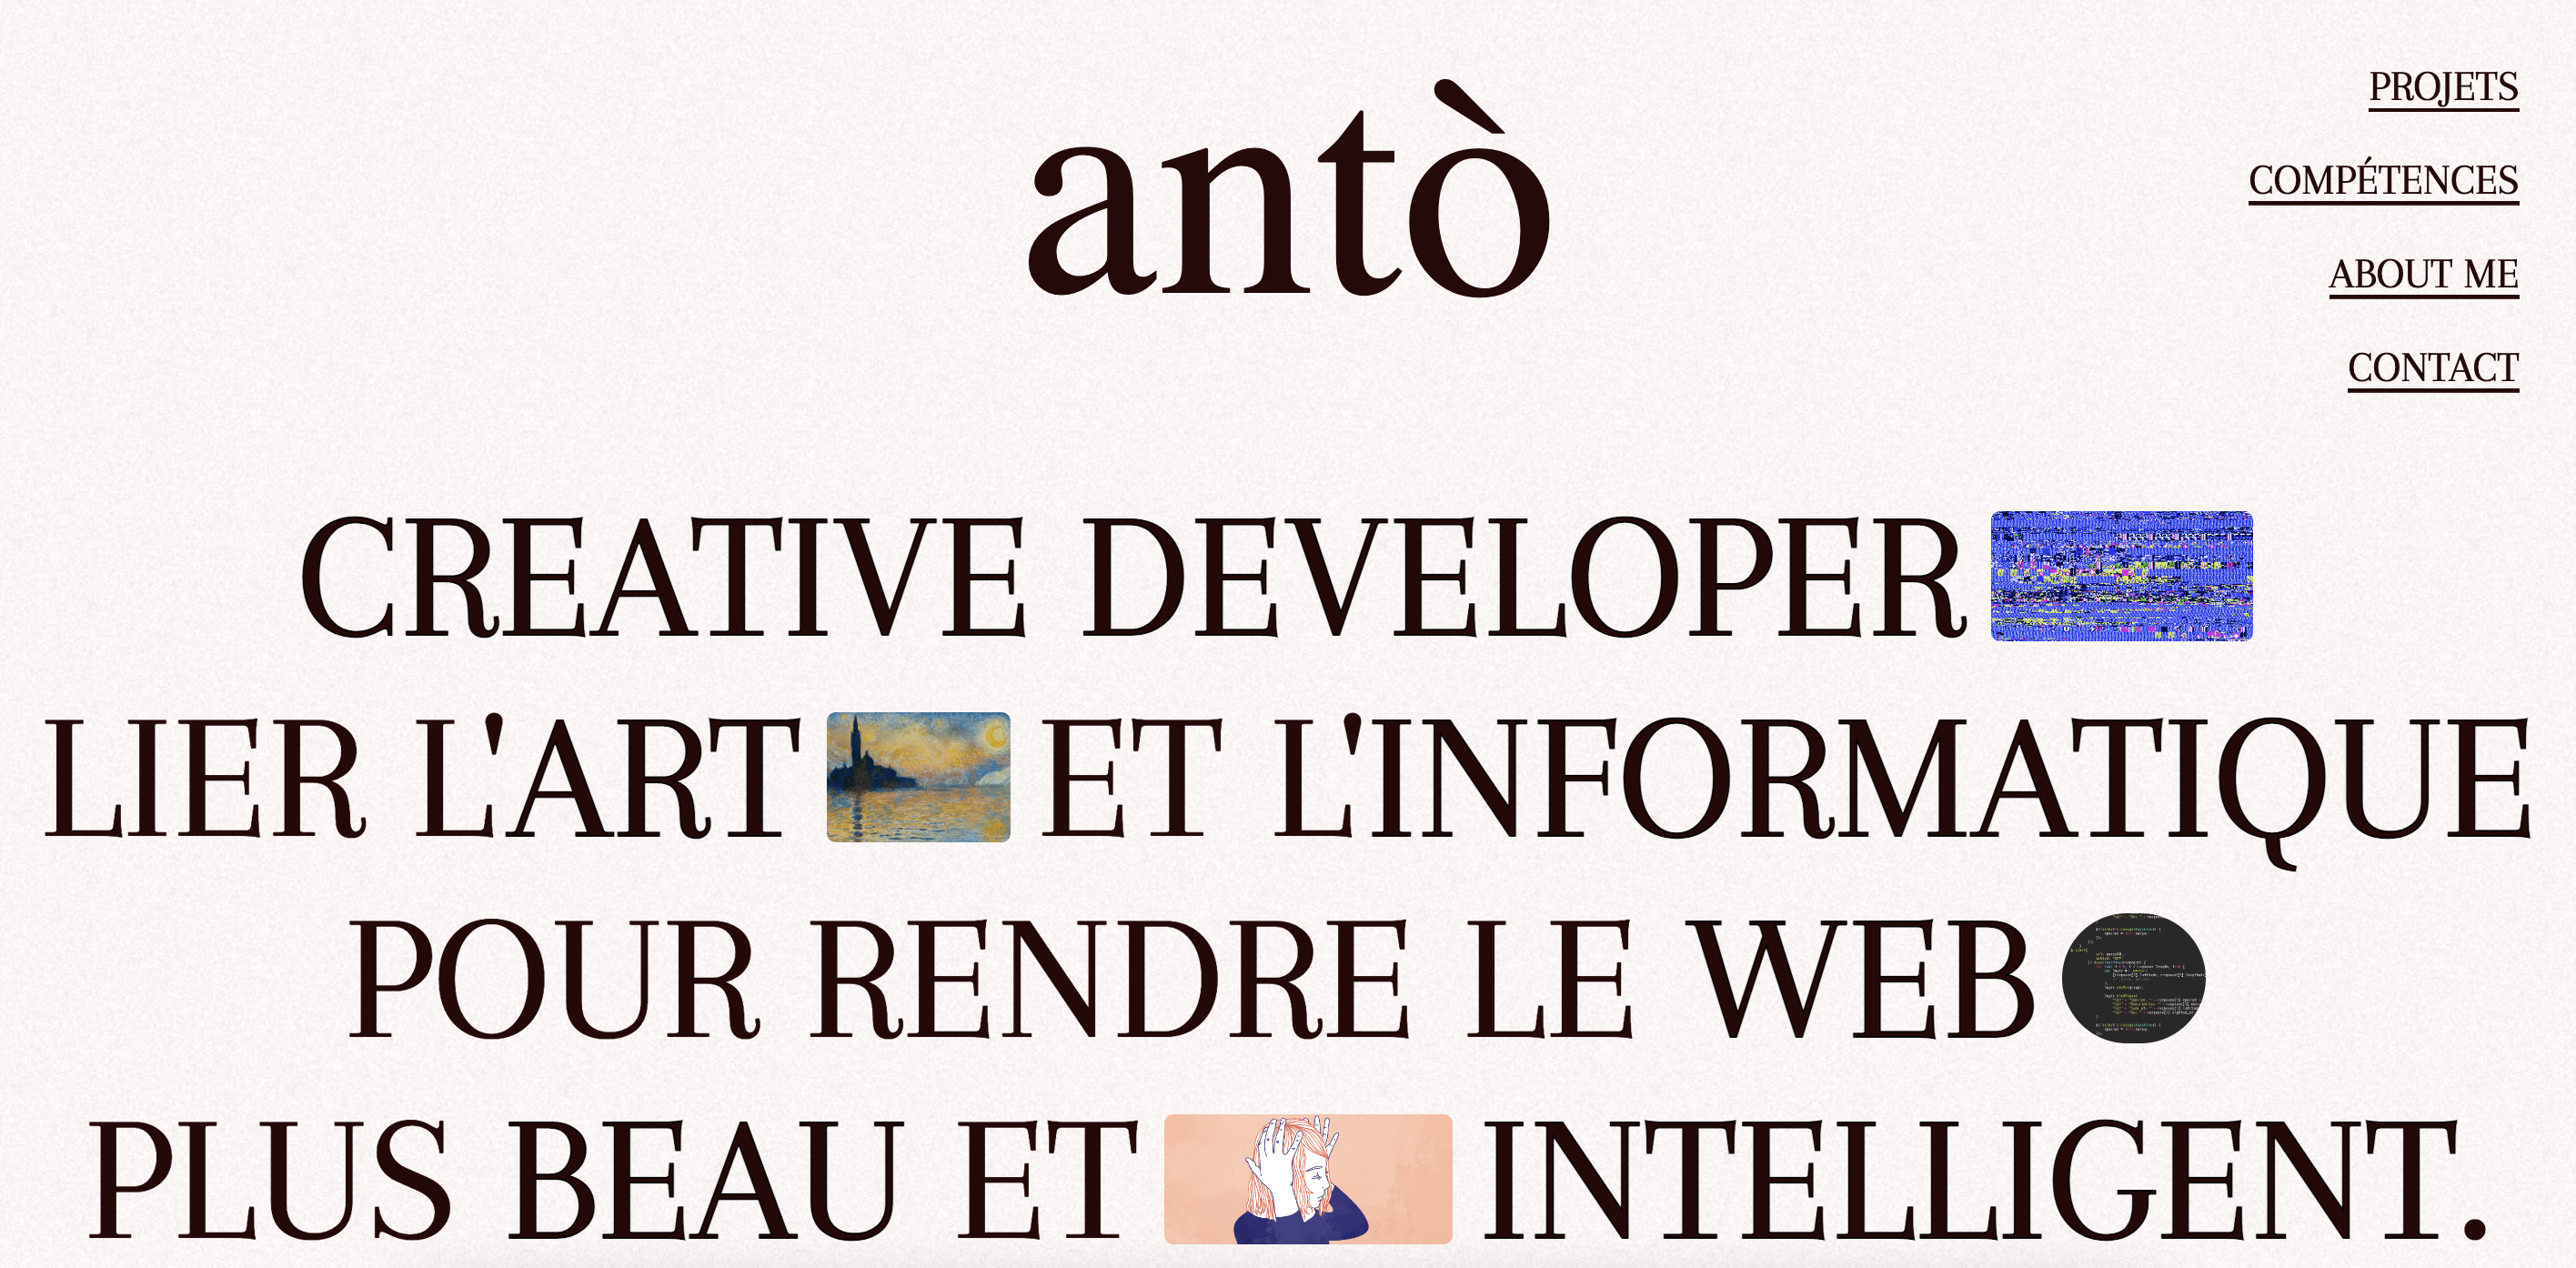 antò
PROJETS
COMPÉTENCES
ABOUT ME
CONTACT
CREATIVE DEVELOPER
LIER L'ART ET L'INFORMATIQUE
POUR RENDRE LE WEB
PLUS BEAU ET INTELLIGENT.